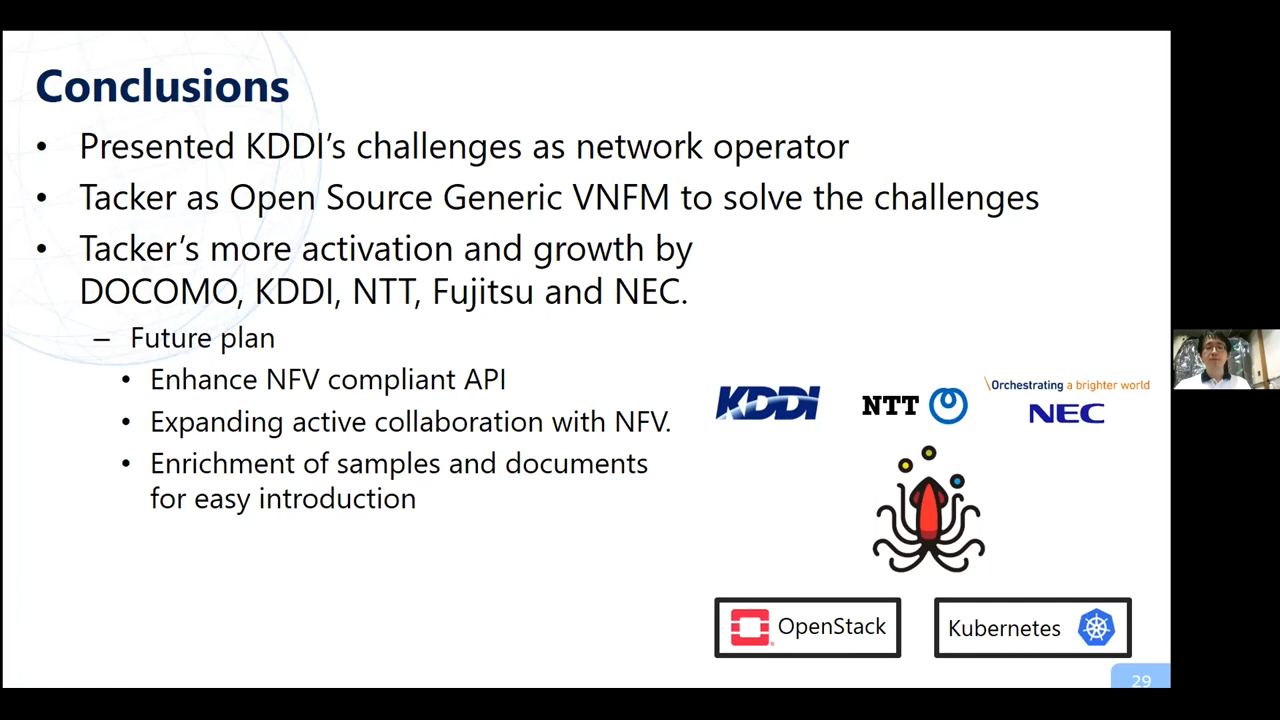 Conclusions
• Presented KDDI's challenges as network operator
• Tacker as Open Source Generic VNFM to solve the challenges
• Tacker's more activation and growth by
DOCOMO, KDDI, NTT, Fujitsu and NEC.
– Future plan
• Enhance NFV compliant API
• Expanding active collaboration with NFV.
• Enrichment of samples and documents
for easy introduction
KDDI
NTT
\Orchestrating a brighter world
NEC
OpenStack
Kubernetes
29